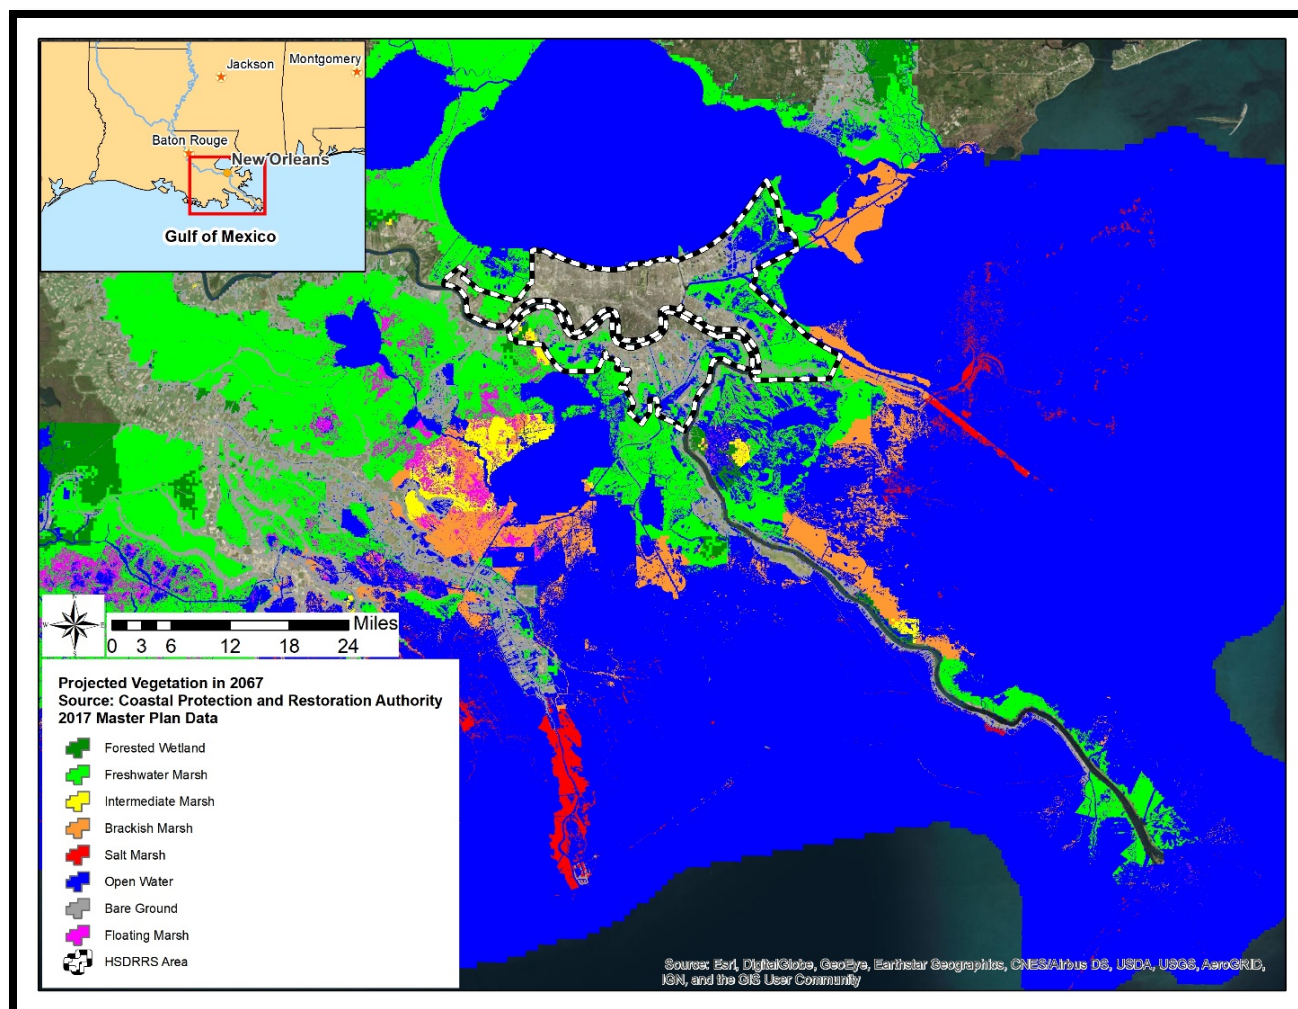 Jackson
Montgomery
Baton Rouge
New Orleans
Gulf of Mexico
Miles
0 3 6 12 18 24
Projected Vegetation in 2067
Source: Coastal Protection and Restoration Authority
2017 Master Plan Data
Forested Wetland
Freshwater Marsh
Intermediate Marsh
Brackish Marsh
Salt Marsh
Open Water
Bare Ground
Floating Marsh
HSDRRS Area
Source: Esri, DigitalGlobe, GeoEye, Earthstar Geographics, CNES/Airbus DS, USDA, USGS, AeroGRID,
IGN, and the GIS User Community